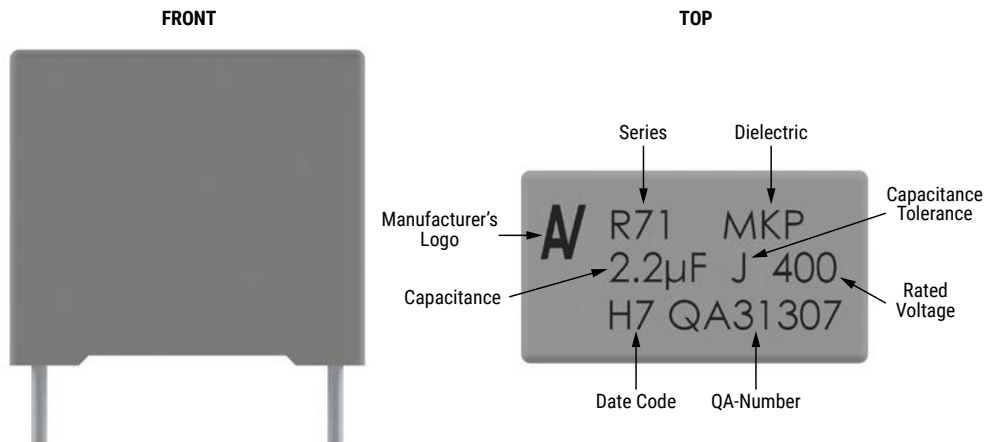 FRONT
TOP
Series
Dielectric
Capacitance
Tolerance
Manufacturer's
Logo
R71 MKP
2.2µF J 400
H7 QA31307
Capacitance
Rated
Voltage
Date Code
QA-Number